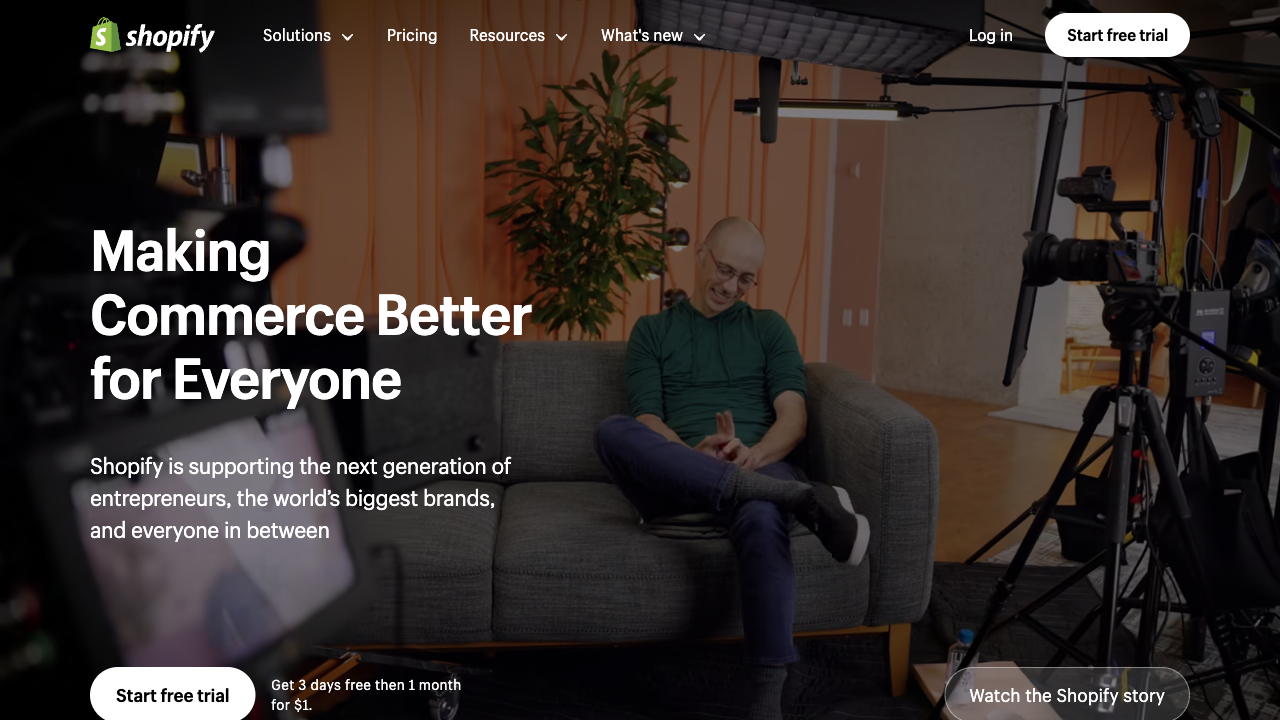 shopify
Solutions
Pricing
Resources
What's new
Log in
Start free trial
Making
Commerce Better
for Everyone
Shopify is supporting the next generation of
entrepreneurs, the world’s biggest brands,
and everyone in between
Start free trial
Get 3 days free then 1 month
for $1.
Watch the Shopify story